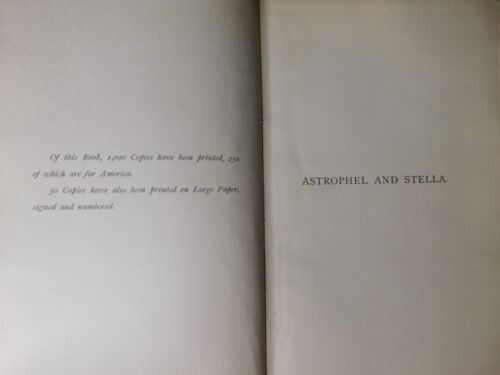 Of this Book, 1,000 Copies have been printed, 250
of which are for America.
50 Copies have also been printed on Large Paper,
signed and numbered.
ASTROPHEL AND STELLA.